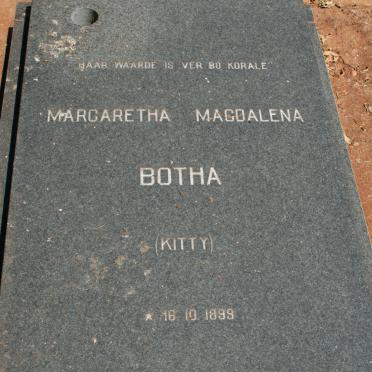 "HAAR WAARDE IS VER BO KORALE"
MARGARETHA MAGDALENA
BOTHA
(KITTY)
* 16.10.1899